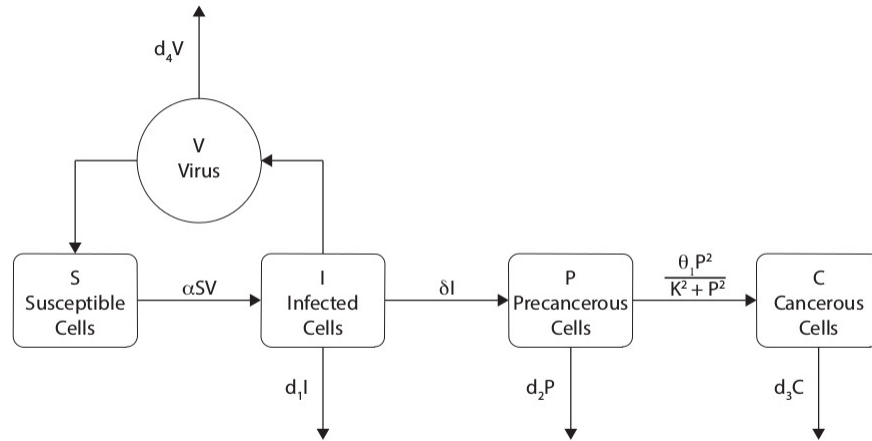 d₄V
V
Virus
S
Susceptible
Cells
αSV
I
Infected
Cells
δI
P
Precancerous
Cells
θ₁P²
K² + P²
C
Cancerous
Cells
d₁I
d₂P
d₃C